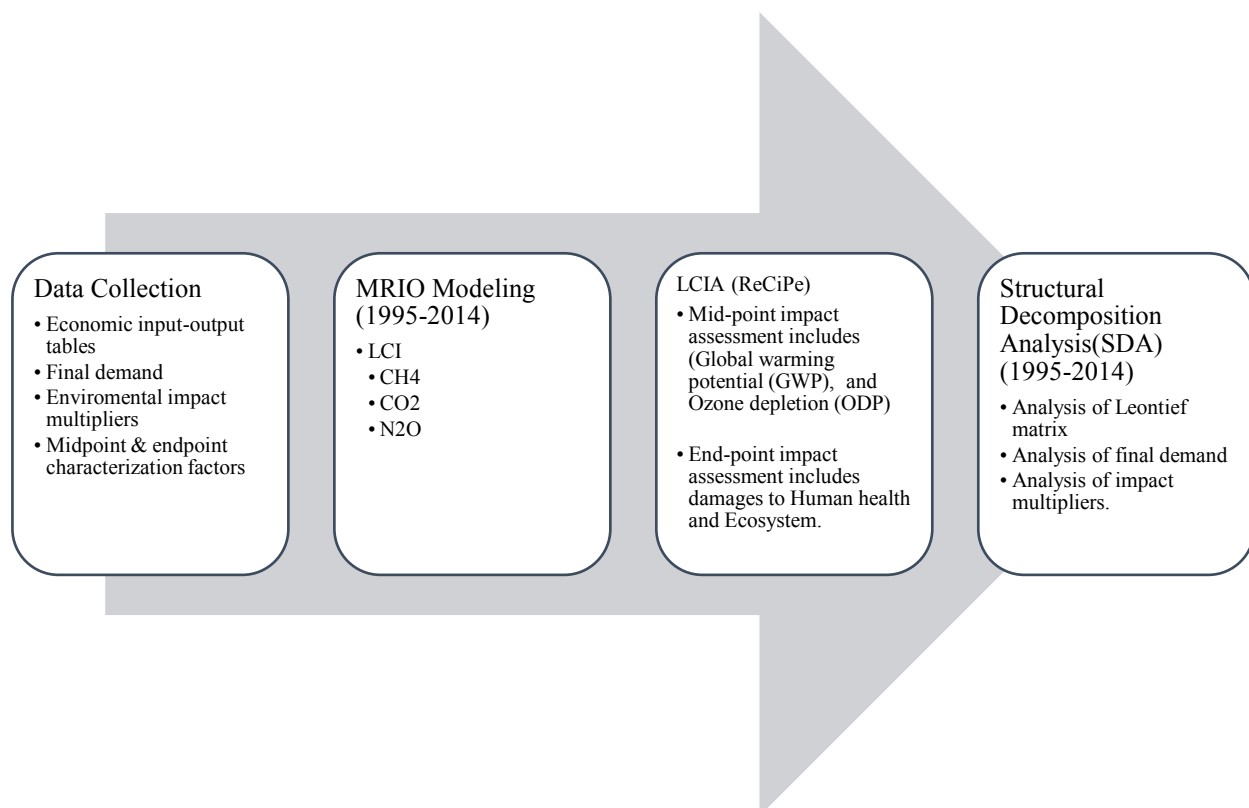 Data Collection
• Economic input-output
tables
• Final demand
• Enviromental impact
multipliers
• Midpoint & endpoint
characterization factors
MRIO Modeling
(1995-2014)
• LCI
• CH4
• CO2
• N2O
LCIA (ReCiPe)
• Mid-point impact
assessment includes
(Global warming
potential (GWP),  and
Ozone depletion (ODP)
• End-point impact
assessment includes
damages to Human health
and Ecosystem.
Structural
Decomposition
Analysis(SDA)
(1995-2014)
• Analysis of Leontief
matrix
• Analysis of final demand
• Analysis of impact
multipliers.